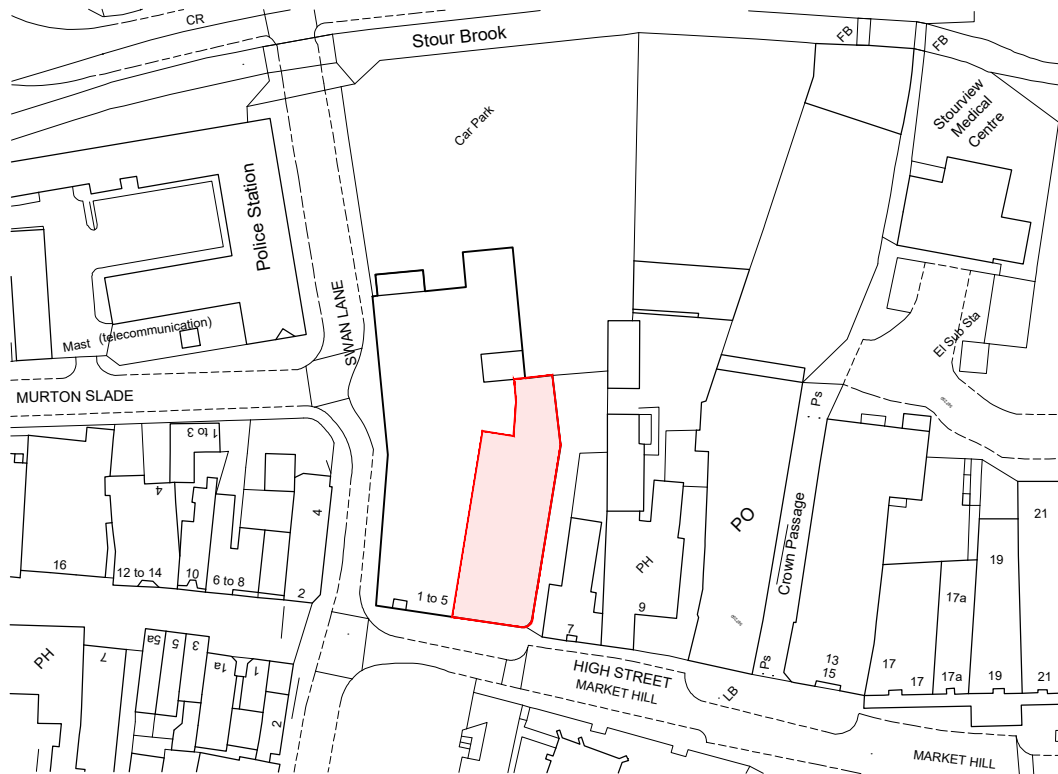 CR
Stour Brook
FB
FB
Car Park
Stourview
Medical
Centre
Police Station
SWAN LANE
Mast (telecommunication)
El Sub Sta
MURTON SLADE
Ps
1 to 3
4
4
16
12 to 14
10
6 to 8
2
1 to 5
7
PH
9
PO
Crown Passage
21
19
17a
PH
7
5a
5
3
1a
1
2
HIGH STREET
MARKET HILL
Ps
LB
13
15
17
17
17a
19
21
MARKET HILL